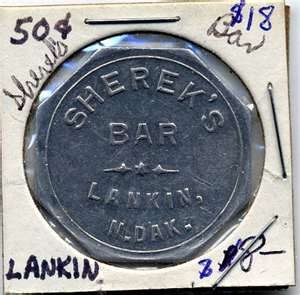 50¢
$18
Sherek's
Bar
SHEREK'S
BAR
LANKIN,
N.DAK.
LANKIN